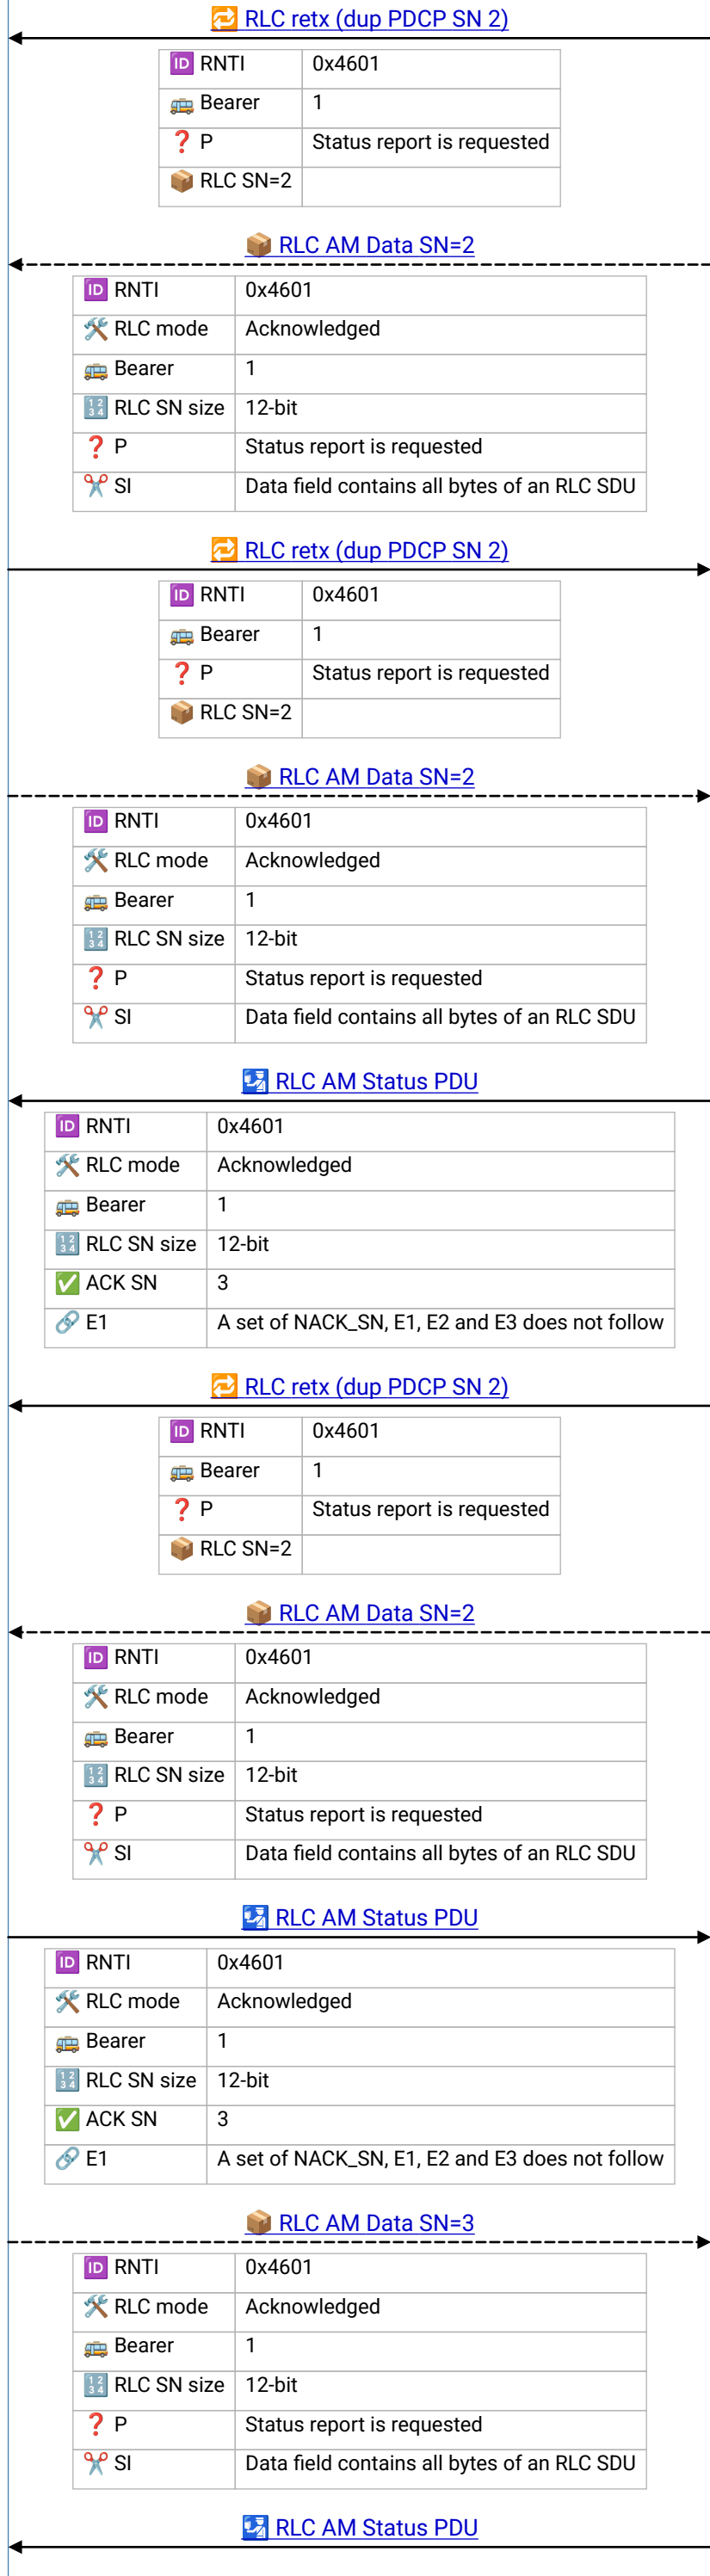 🔁 RLC retx (dup PDCP SN 2)
🆔 RNTI 0x4601
🚌 Bearer 1
❓ P Status report is requested
📦 RLC SN=2
📦 RLC AM Data SN=2
🆔 RNTI 0x4601
🛠 RLC mode Acknowledged
🚌 Bearer 1
🔢 RLC SN size 12-bit
❓ P Status report is requested
✂ SI Data field contains all bytes of an RLC SDU
🔁 RLC retx (dup PDCP SN 2)
🆔 RNTI 0x4601
🚌 Bearer 1
❓ P Status report is requested
📦 RLC SN=2
📦 RLC AM Data SN=2
🆔 RNTI 0x4601
🛠 RLC mode Acknowledged
🚌 Bearer 1
🔢 RLC SN size 12-bit
❓ P Status report is requested
✂ SI Data field contains all bytes of an RLC SDU
🛂 RLC AM Status PDU
🆔 RNTI 0x4601
🛠 RLC mode Acknowledged
🚌 Bearer 1
🔢 RLC SN size 12-bit
✅ ACK SN 3
🔗 E1 A set of NACK_SN, E1, E2 and E3 does not follow
🔁 RLC retx (dup PDCP SN 2)
🆔 RNTI 0x4601
🚌 Bearer 1
❓ P Status report is requested
📦 RLC SN=2
📦 RLC AM Data SN=2
🆔 RNTI 0x4601
🛠 RLC mode Acknowledged
🚌 Bearer 1
🔢 RLC SN size 12-bit
❓ P Status report is requested
✂ SI Data field contains all bytes of an RLC SDU
🛂 RLC AM Status PDU
🆔 RNTI 0x4601
🛠 RLC mode Acknowledged
🚌 Bearer 1
🔢 RLC SN size 12-bit
✅ ACK SN 3
🔗 E1 A set of NACK_SN, E1, E2 and E3 does not follow
📦 RLC AM Data SN=3
🆔 RNTI 0x4601
🛠 RLC mode Acknowledged
🚌 Bearer 1
🔢 RLC SN size 12-bit
❓ P Status report is requested
✂ SI Data field contains all bytes of an RLC SDU
🛂 RLC AM Status PDU